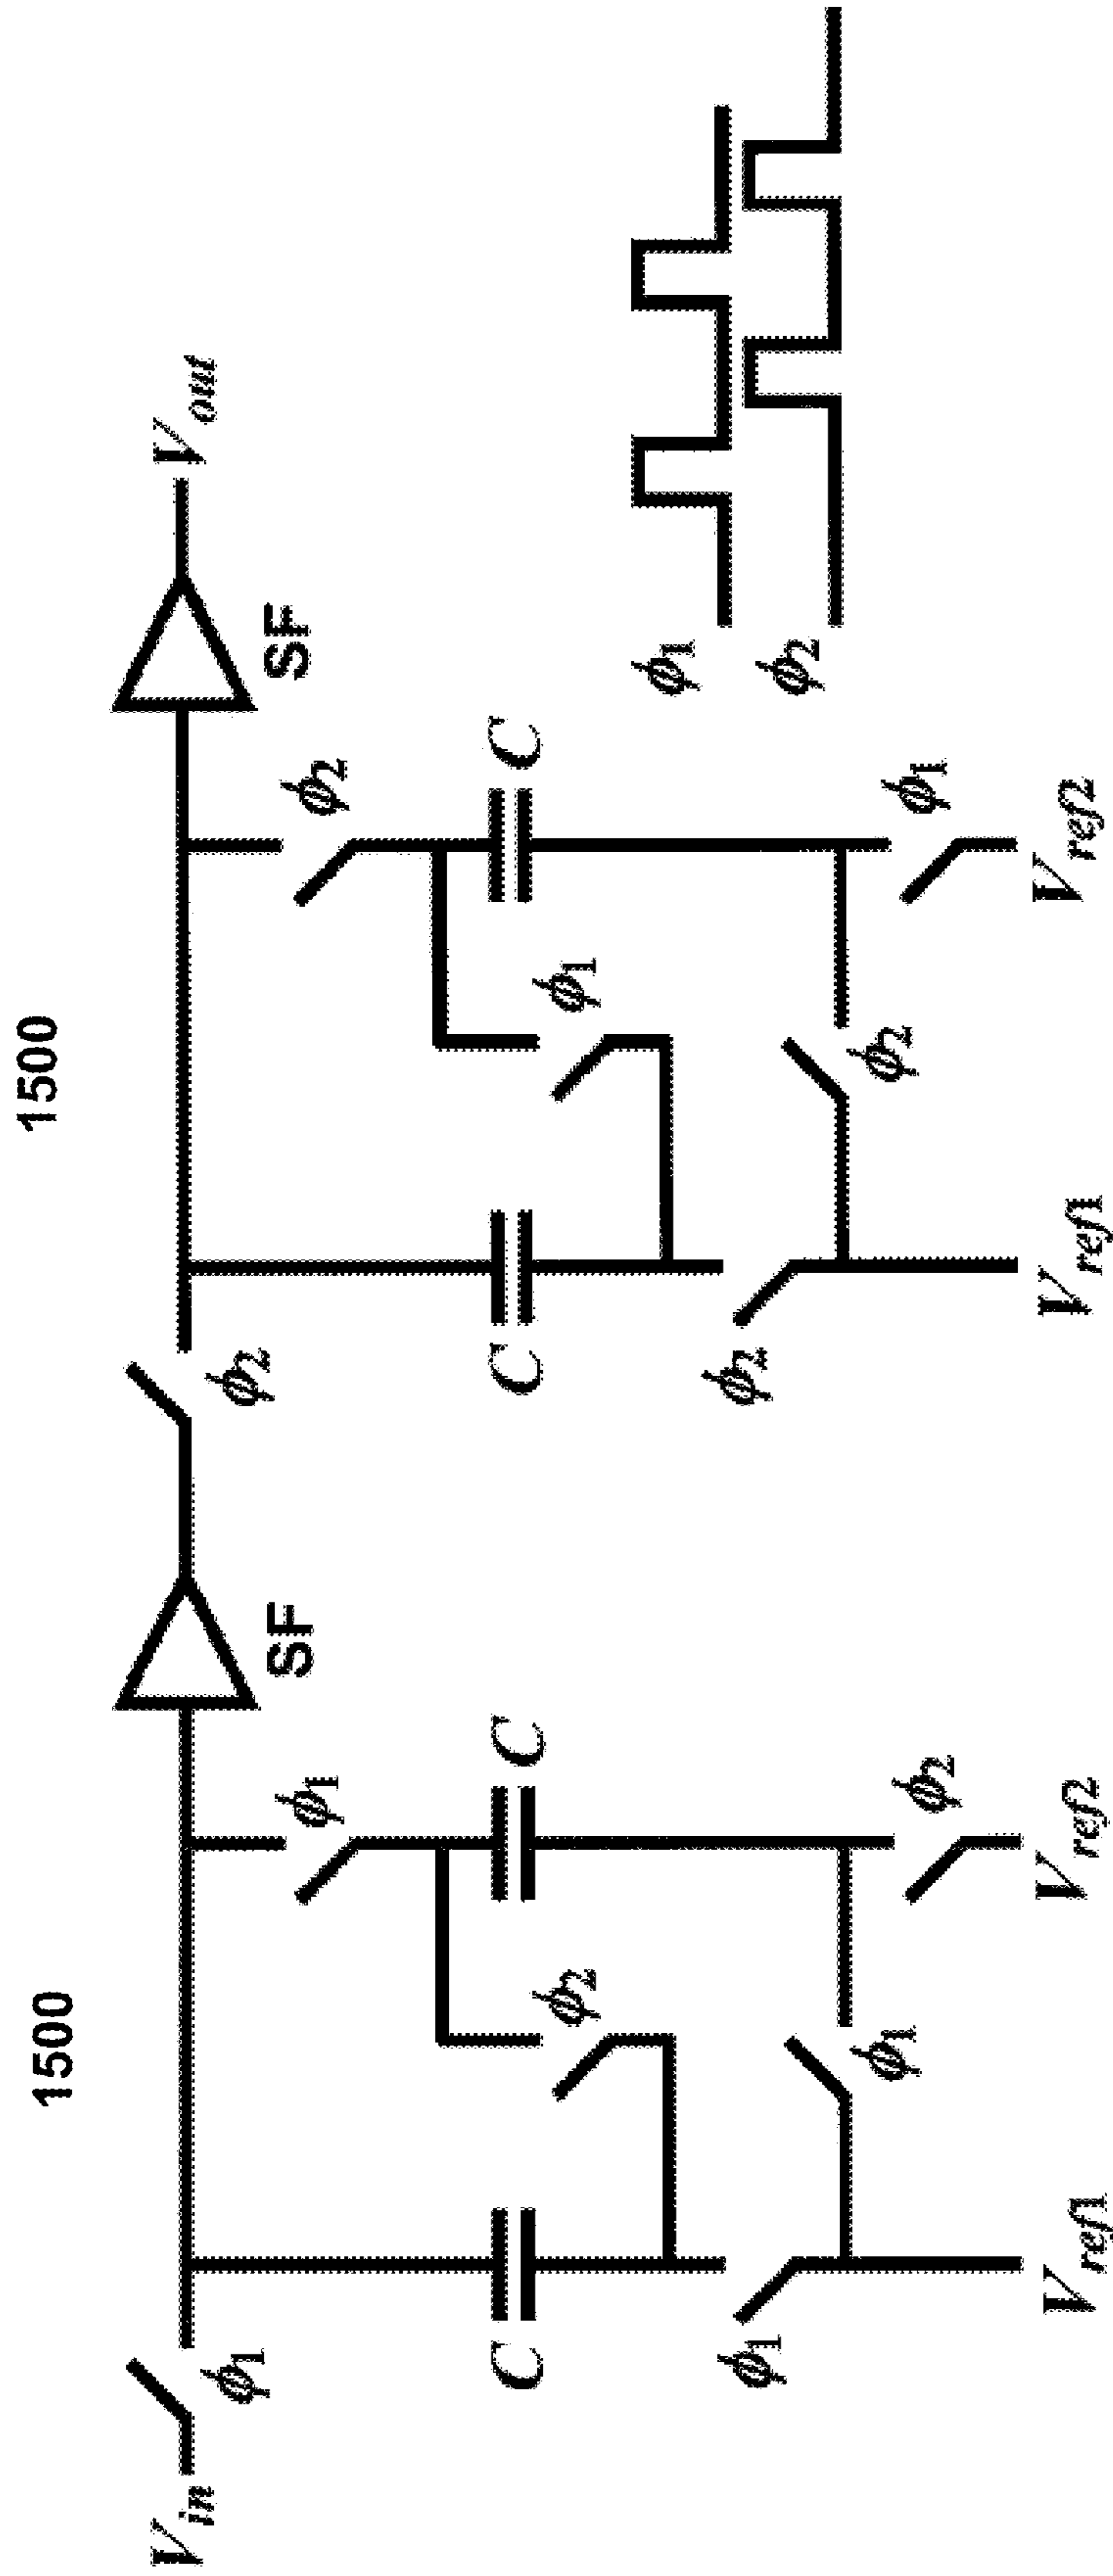 1500
1500
V_in
ϕ₁
SF
ϕ₂
SF
V_out
ϕ₁
ϕ₂
C
C
C
C
ϕ₂
ϕ₁
ϕ₁
ϕ₁
ϕ₂
ϕ₂
ϕ₂
ϕ₁
V_ref1
V_ref2
V_ref1
V_ref2
ϕ₁
ϕ₂